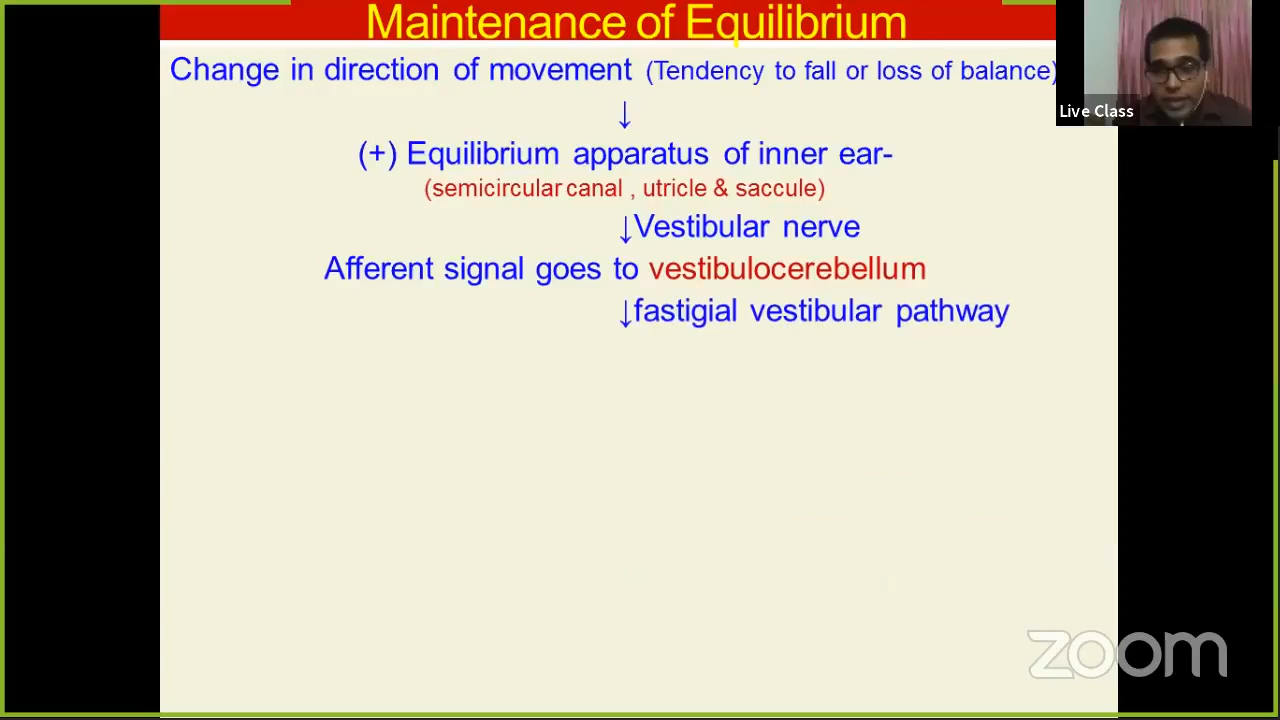 Maintenance of Equilibrium
Change in direction of movement (Tendency to fall or loss of balance)
↓
(+) Equilibrium apparatus of inner ear-
(semicircular canal , utricle & saccule)
↓Vestibular nerve
Afferent signal goes to vestibulocerebellum
↓fastigial vestibular pathway
Live Class
zoom